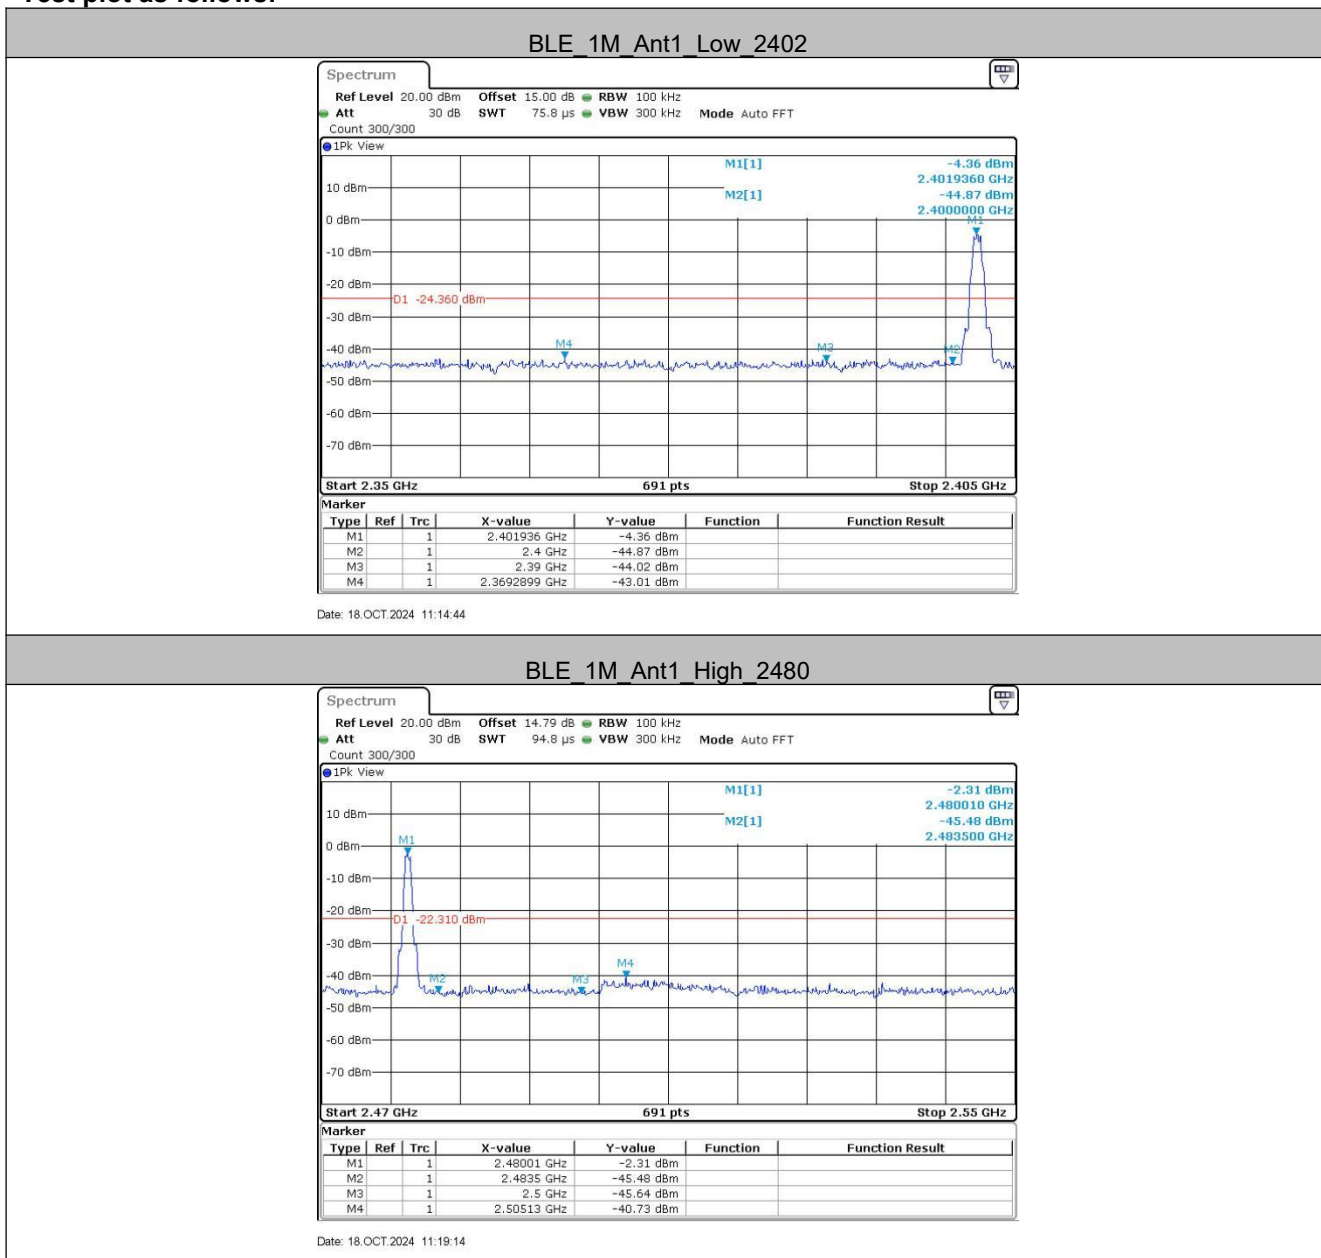 Test plot as follows:
BLE_1M_Ant1_Low_2402
Spectrum
Ref Level 20.00 dBm Offset 15.00 dB RBW 100 kHz
Att 30 dB SWT 75.8 µs VBW 300 kHz Mode Auto FFT
Count 300/300
1Pk View
M1[1] -4.36 dBm
2.4019360 GHz
M2[1] -44.87 dBm
2.4000000 GHz
M1
10 dBm
0 dBm
-10 dBm
-20 dBm
D1 -24.360 dBm
-30 dBm
-40 dBm
M4 M3 M2
-50 dBm
-60 dBm
-70 dBm
Start 2.35 GHz 691 pts Stop 2.405 GHz
Marker
Type Ref Trc X-value Y-value Function Function Result
M1 1 2.401936 GHz -4.36 dBm
M2 1 2.4 GHz -44.87 dBm
M3 1 2.39 GHz -44.02 dBm
M4 1 2.3692899 GHz -43.01 dBm
Date: 18.OCT.2024 11:14:44
BLE_1M_Ant1_High_2480
Spectrum
Ref Level 20.00 dBm Offset 14.79 dB RBW 100 kHz
Att 30 dB SWT 94.8 µs VBW 300 kHz Mode Auto FFT
Count 300/300
1Pk View
M1[1] -2.31 dBm
2.480010 GHz
M2[1] -45.48 dBm
2.483500 GHz
10 dBm
M1
0 dBm
-10 dBm
-20 dBm
D1 -22.310 dBm
-30 dBm
M4
-40 dBm
M2 M3
-50 dBm
-60 dBm
-70 dBm
Start 2.47 GHz 691 pts Stop 2.55 GHz
Marker
Type Ref Trc X-value Y-value Function Function Result
M1 1 2.48001 GHz -2.31 dBm
M2 1 2.4835 GHz -45.48 dBm
M3 1 2.5 GHz -45.64 dBm
M4 1 2.50513 GHz -40.73 dBm
Date: 18.OCT.2024 11:19:14